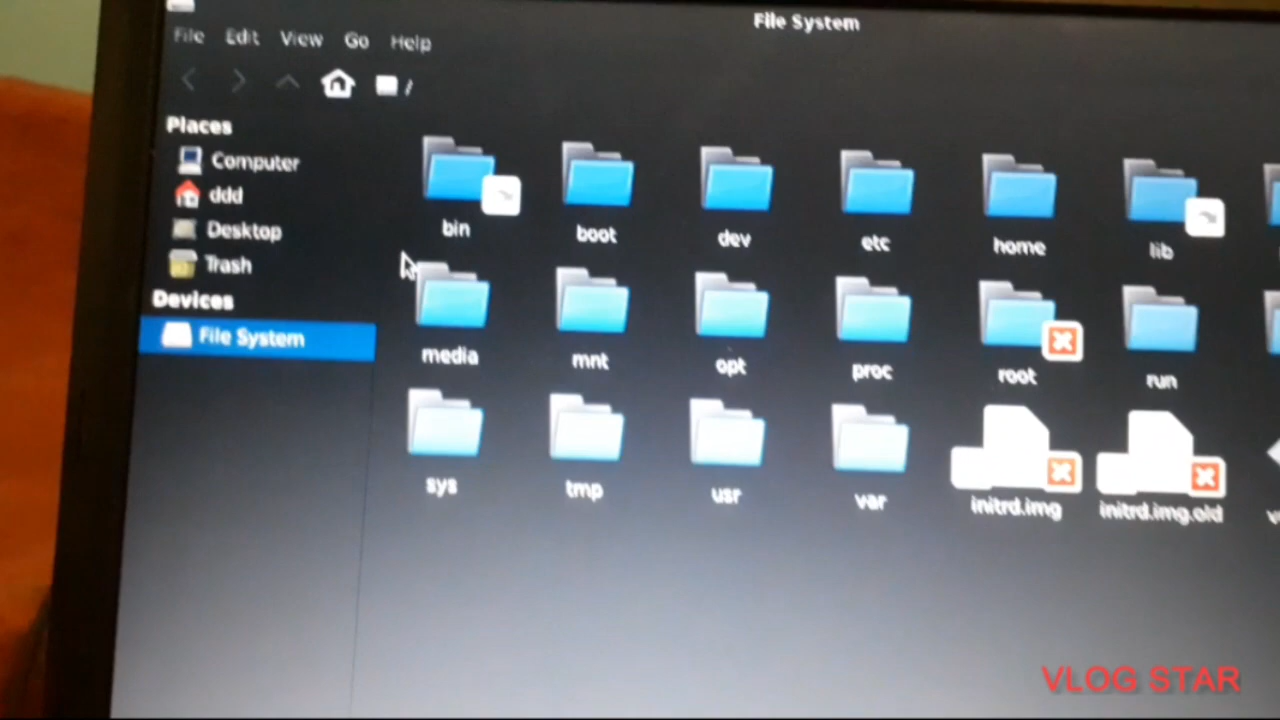 File System
File Edit View Go Help
/
Places
Computer
ddd
Desktop
Trash
Devices
File System
bin boot dev etc home lib
media mnt opt proc root run
sys tmp usr var initrd.img initrd.img.old
VLOG STAR